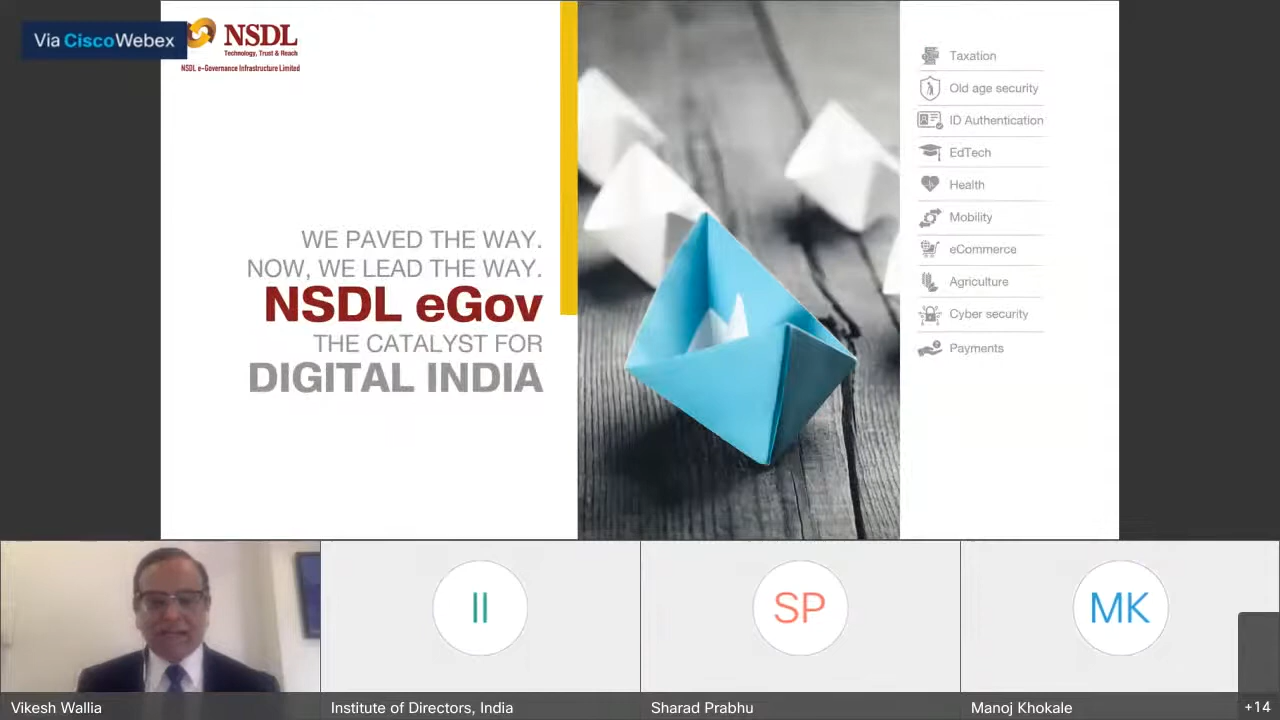 Via CiscoWebex
NSDL
Technology, Trust & Reach
NSDL e-Governance Infrastructure Limited
WE PAVED THE WAY.
NOW, WE LEAD THE WAY.
NSDL eGov
THE CATALYST FOR
DIGITAL INDIA
Taxation
Old age security
ID Authentication
EdTech
Health
Mobility
eCommerce
Agriculture
Cyber security
Payments
II
SP
MK
Vikesh Wallia
Institute of Directors, India
Sharad Prabhu
Manoj Khokale
+14